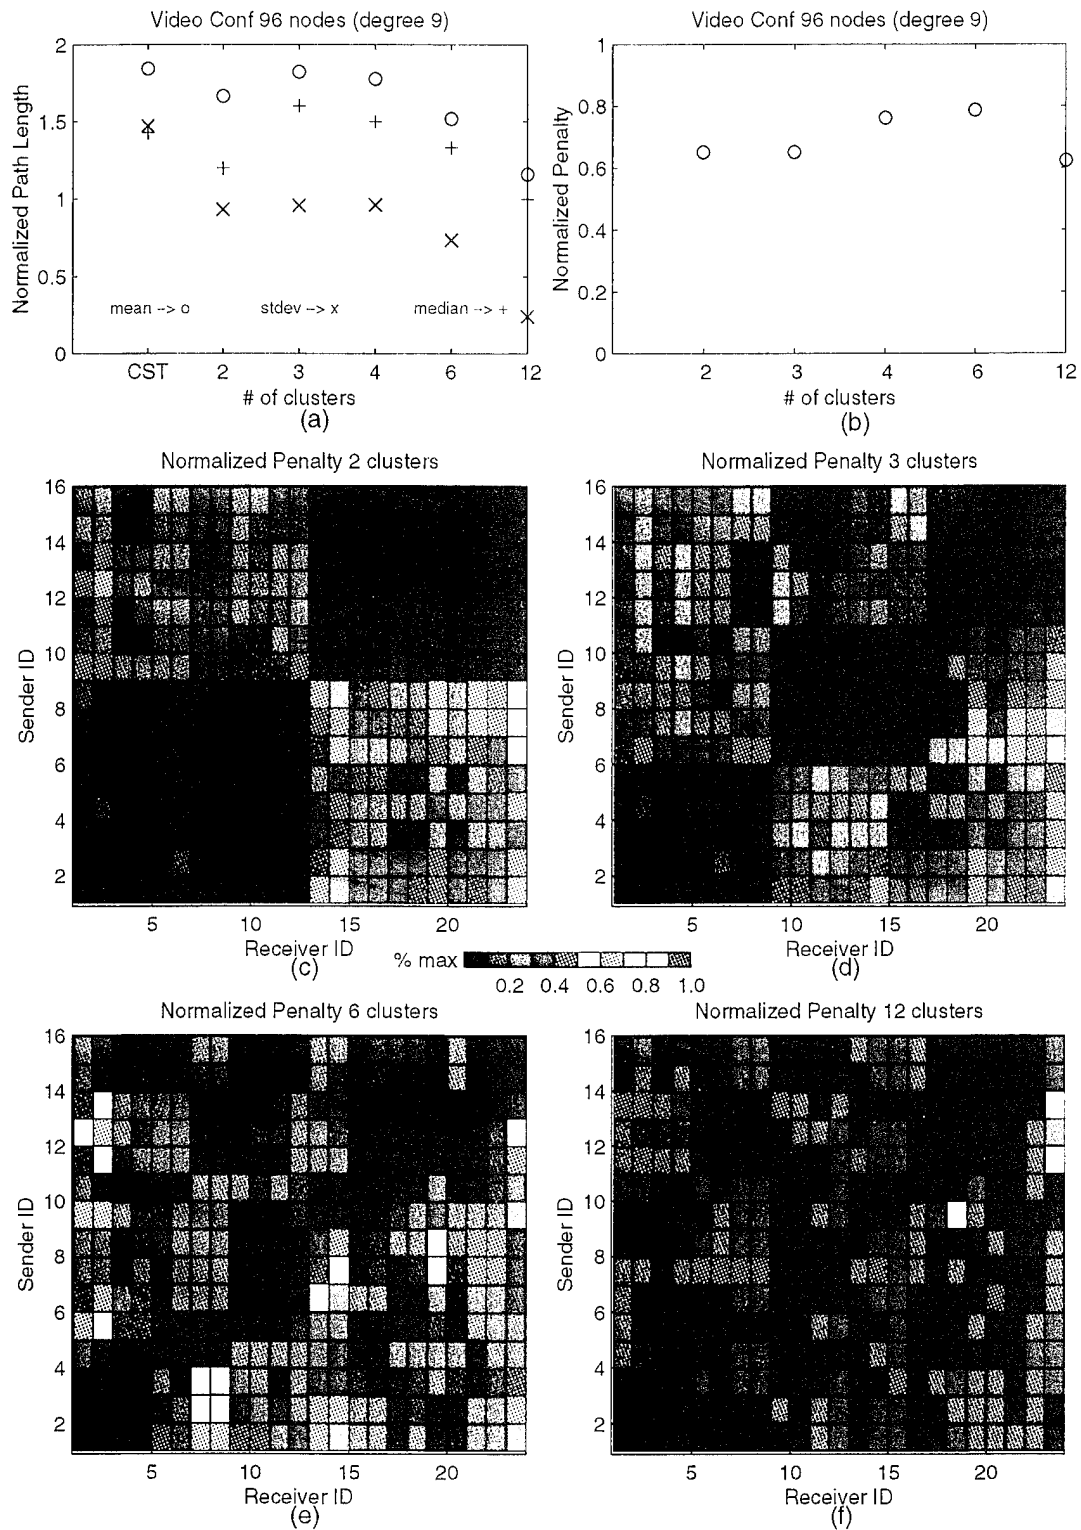 Video Conf 96 nodes (degree 9)
Normalized Path Length
2
1.5
1
0.5
0
mean --> o
stdev --> x
median --> +
CST 2 3 4 6 12
# of clusters
(a)
Video Conf 96 nodes (degree 9)
Normalized Penalty
1
0.8
0.6
0.4
0.2
0
2 3 4 6 12
# of clusters
(b)
Normalized Penalty 2 clusters
Sender ID
16
14
12
10
8
6
4
2
5 10 15 20
Receiver ID
(c)
Normalized Penalty 3 clusters
Sender ID
16
14
12
10
8
6
4
2
5 10 15 20
Receiver ID
(d)
% max
0.2 0.4 0.6 0.8 1.0
Normalized Penalty 6 clusters
Sender ID
16
14
12
10
8
6
4
2
5 10 15 20
Receiver ID
(e)
Normalized Penalty 12 clusters
Sender ID
16
14
12
10
8
6
4
2
5 10 15 20
Receiver ID
(f)